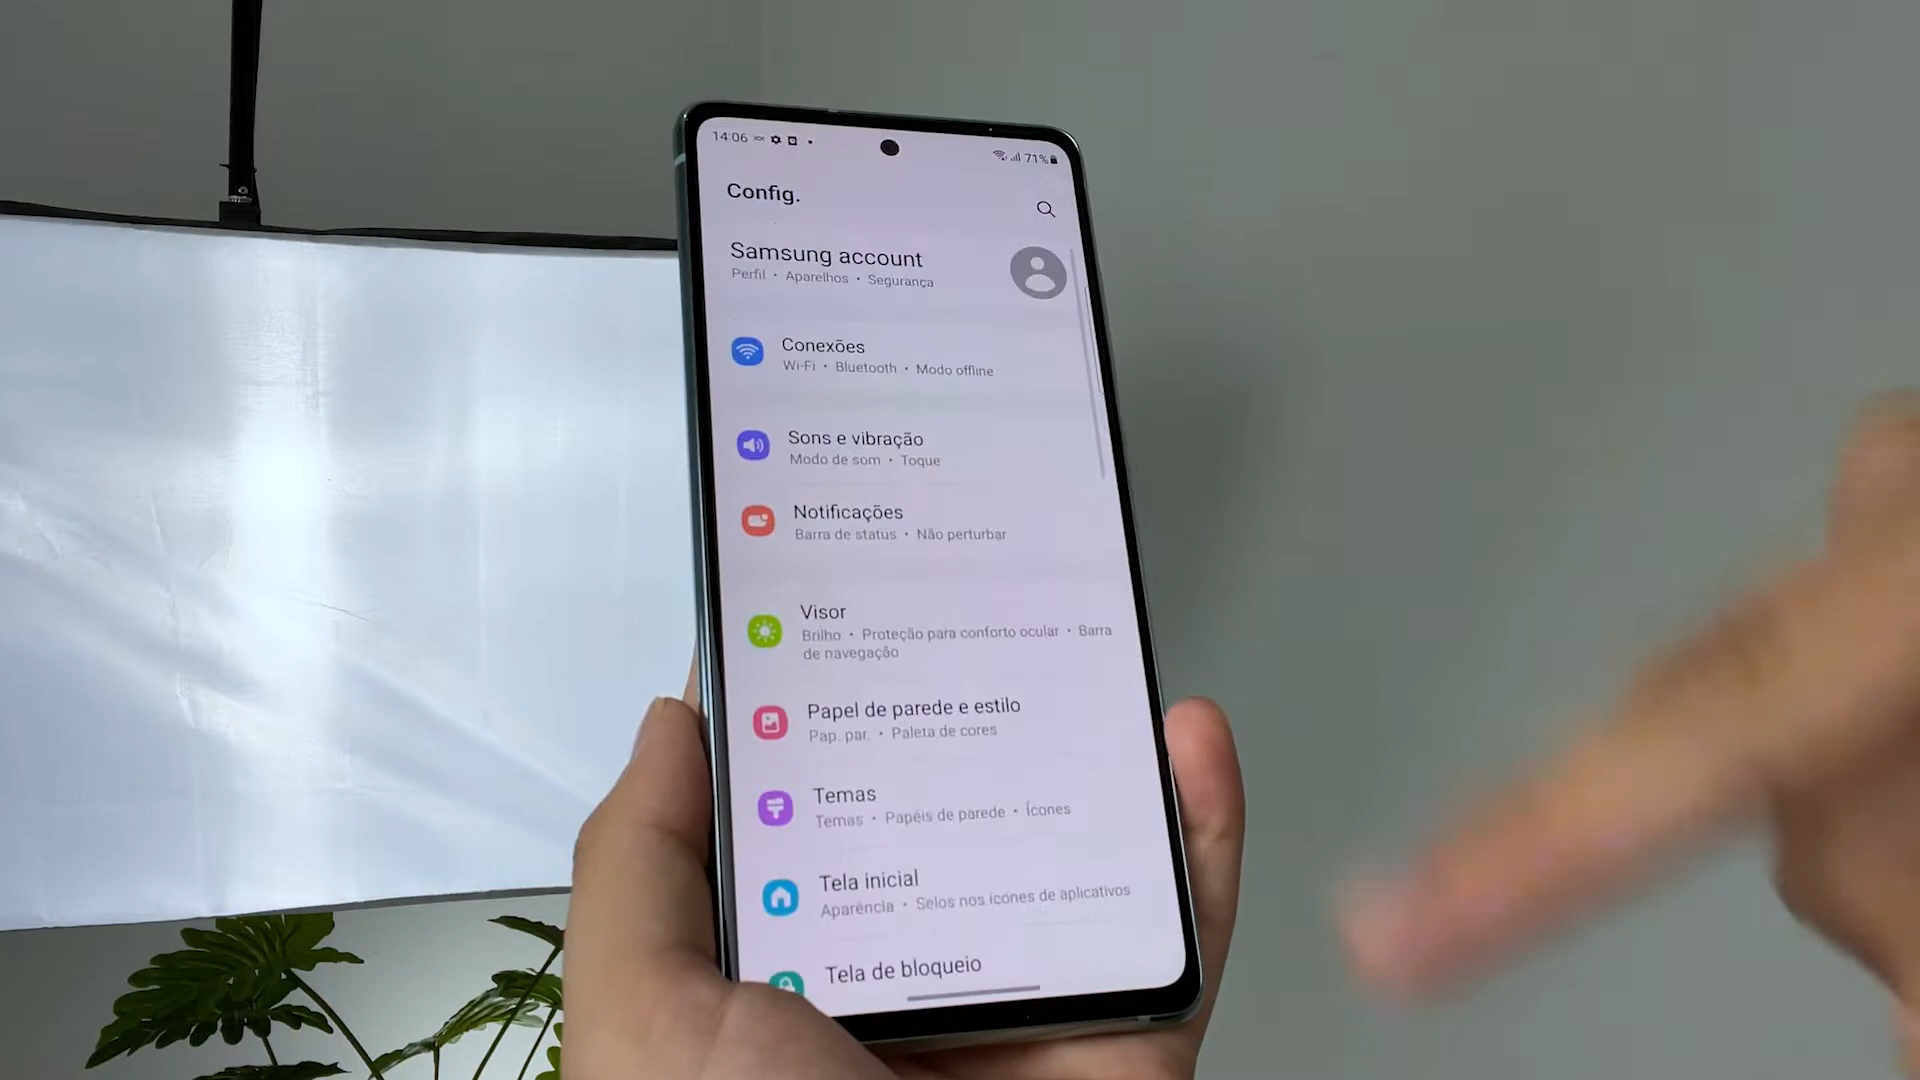 14:06
71%
Config.
Samsung account
Perfil • Aparelhos • Segurança
Conexões
Wi-Fi • Bluetooth • Modo offline
Sons e vibração
Modo de som • Toque
Notificações
Barra de status • Não perturbar
Visor
Brilho • Proteção para conforto ocular • Barra
de navegação
Papel de parede e estilo
Pap. par. • Paleta de cores
Temas
Temas • Papéis de parede • Ícones
Tela inicial
Aparência • Selos nos ícones de aplicativos
Tela de bloqueio